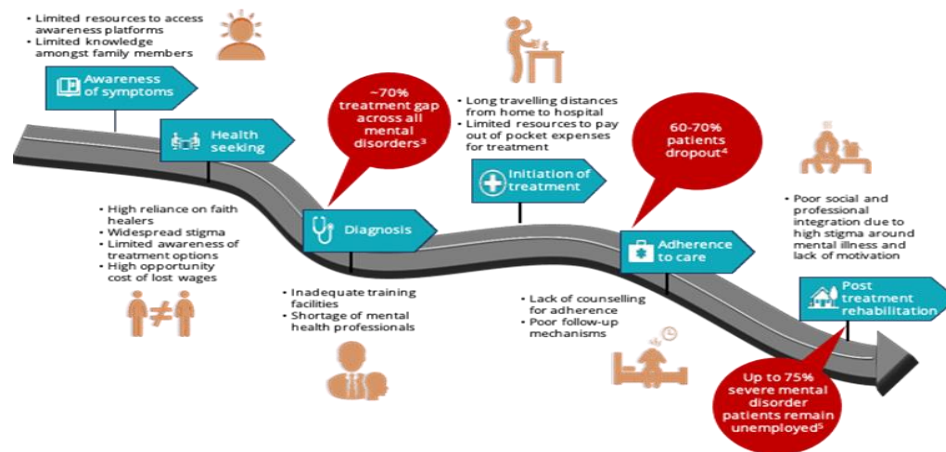 • Limited resources to access
awareness platforms
• Limited knowledge
amongst family members
Awareness
of symptoms
Health
seeking
• High reliance on faith
healers
• Widespread stigma
• Limited awareness of
treatment options
• High opportunity
cost of lost wages
~70%
treatment gap
across all
mental
disorders³
Diagnosis
• Inadequate training
facilities
• Shortage of mental
health professionals
• Long travelling distances
from home to hospital
• Limited resources to pay
out of pocket expenses
for treatment
Initiation of
treatment
60-70%
patients
dropout⁴
Adherence
to care
• Lack of counselling
for adherence
• Poor follow-up
mechanisms
• Poor social and
professional
integration due to
high stigma around
mental illness and
lack of motivation
Post
treatment
rehabilitation
Up to 75%
severe mental
disorder
patients remain
unemployed⁵